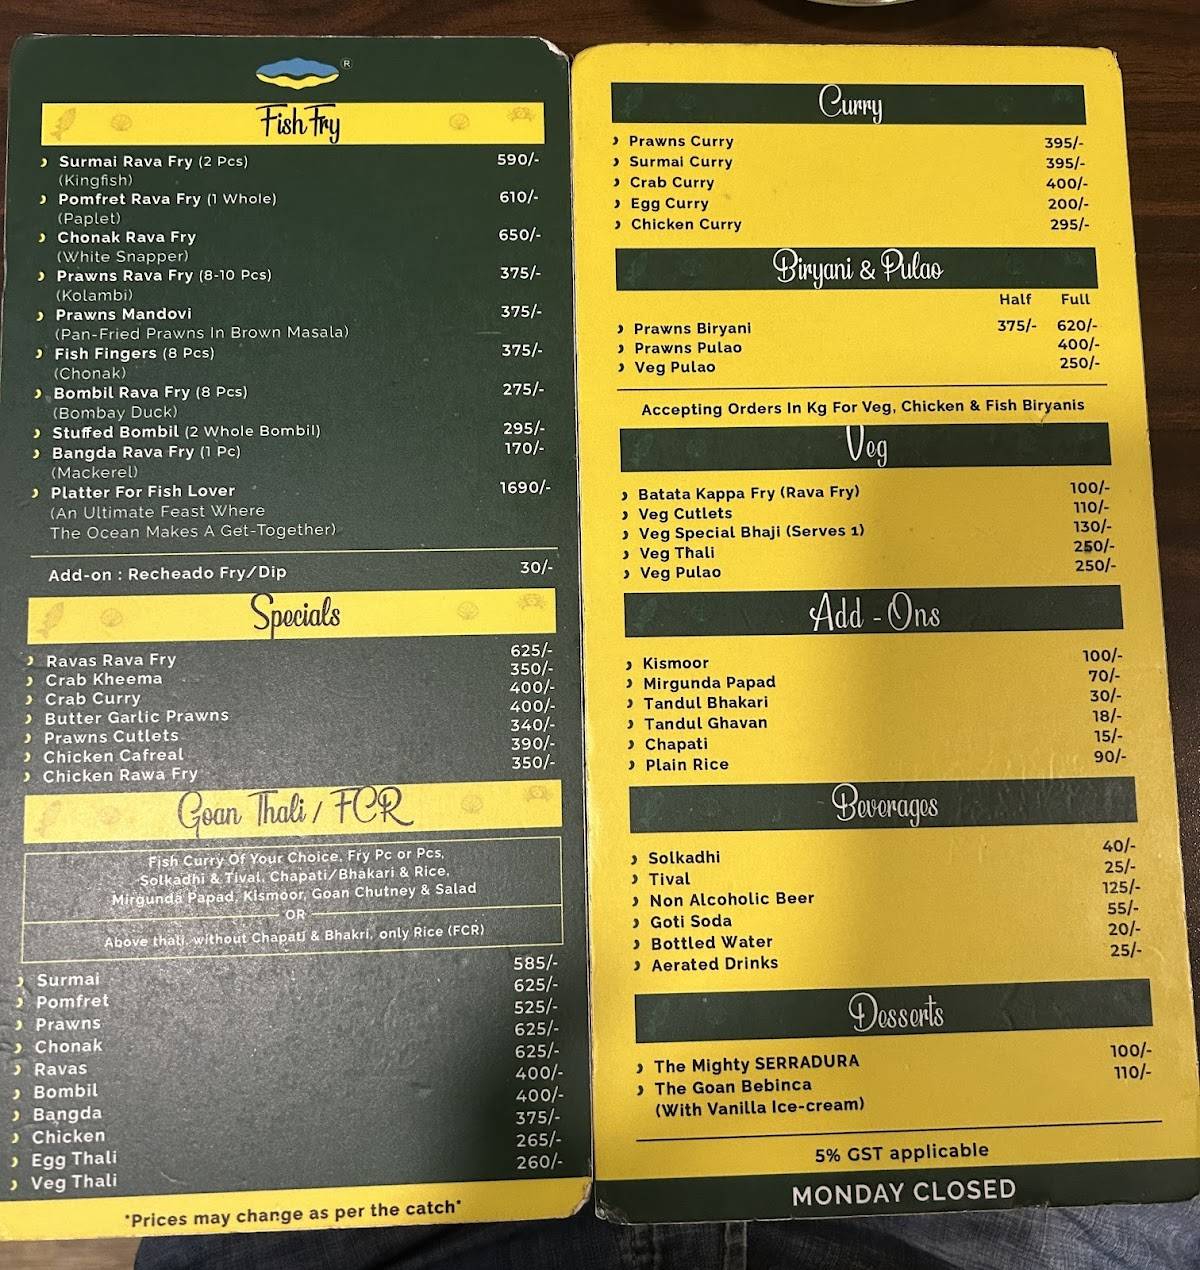 ®
Fish Fry
Surmai Rava Fry (2 Pcs) 590/-
(Kingfish)
Pomfret Rava Fry (1 Whole) 610/-
(Paplet)
Chonak Rava Fry 650/-
(White Snapper)
Prawns Rava Fry (8-10 Pcs) 375/-
(Kolambi)
Prawns Mandovi 375/-
(Pan-Fried Prawns In Brown Masala)
Fish Fingers (8 Pcs) 375/-
(Chonak)
Bombil Rava Fry (8 Pcs) 275/-
(Bombay Duck)
Stuffed Bombil (2 Whole Bombil) 295/-
Bangda Rava Fry (1 Pc) 170/-
(Mackerel)
Platter For Fish Lover 1690/-
(An Ultimate Feast Where
The Ocean Makes A Get-Together)
Add-on : Recheado Fry/Dip 30/-
Specials
Ravas Rava Fry 625/-
Crab Kheema 350/-
Crab Curry 400/-
Butter Garlic Prawns 400/-
Prawns Cutlets 340/-
Chicken Cafreal 390/-
Chicken Rawa Fry 350/-
Goan Thali / FCR
Fish Curry Of Your Choice, Fry Pc or Pcs,
Solkadhi & Tival, Chapati/Bhakari & Rice,
Mirgunda Papad, Kismoor, Goan Chutney & Salad
OR
Above thali, without Chapati & Bhakri, only Rice (FCR)
Surmai 585/-
Pomfret 625/-
Prawns 525/-
Chonak 625/-
Ravas 625/-
Bombil 400/-
Bangda 400/-
Chicken 375/-
Egg Thali 265/-
Veg Thali 260/-
*Prices may change as per the catch*
Curry
Prawns Curry 395/-
Surmai Curry 395/-
Crab Curry 400/-
Egg Curry 200/-
Chicken Curry 295/-
Biryani & Pulao
Half Full
Prawns Biryani 375/- 620/-
Prawns Pulao 400/-
Veg Pulao 250/-
Accepting Orders In Kg For Veg, Chicken & Fish Biryanis
Veg
Batata Kappa Fry (Rava Fry) 100/-
Veg Cutlets 110/-
Veg Special Bhaji (Serves 1) 130/-
Veg Thali 250/-
Veg Pulao 250/-
Add - Ons
Kismoor 100/-
Mirgunda Papad 70/-
Tandul Bhakari 30/-
Tandul Ghavan 18/-
Chapati 15/-
Plain Rice 90/-
Beverages
Solkadhi 40/-
Tival 25/-
Non Alcoholic Beer 125/-
Goti Soda 55/-
Bottled Water 20/-
Aerated Drinks 25/-
Desserts
The Mighty SERRADURA 100/-
The Goan Bebinca 110/-
(With Vanilla Ice-cream)
5% GST applicable
MONDAY CLOSED